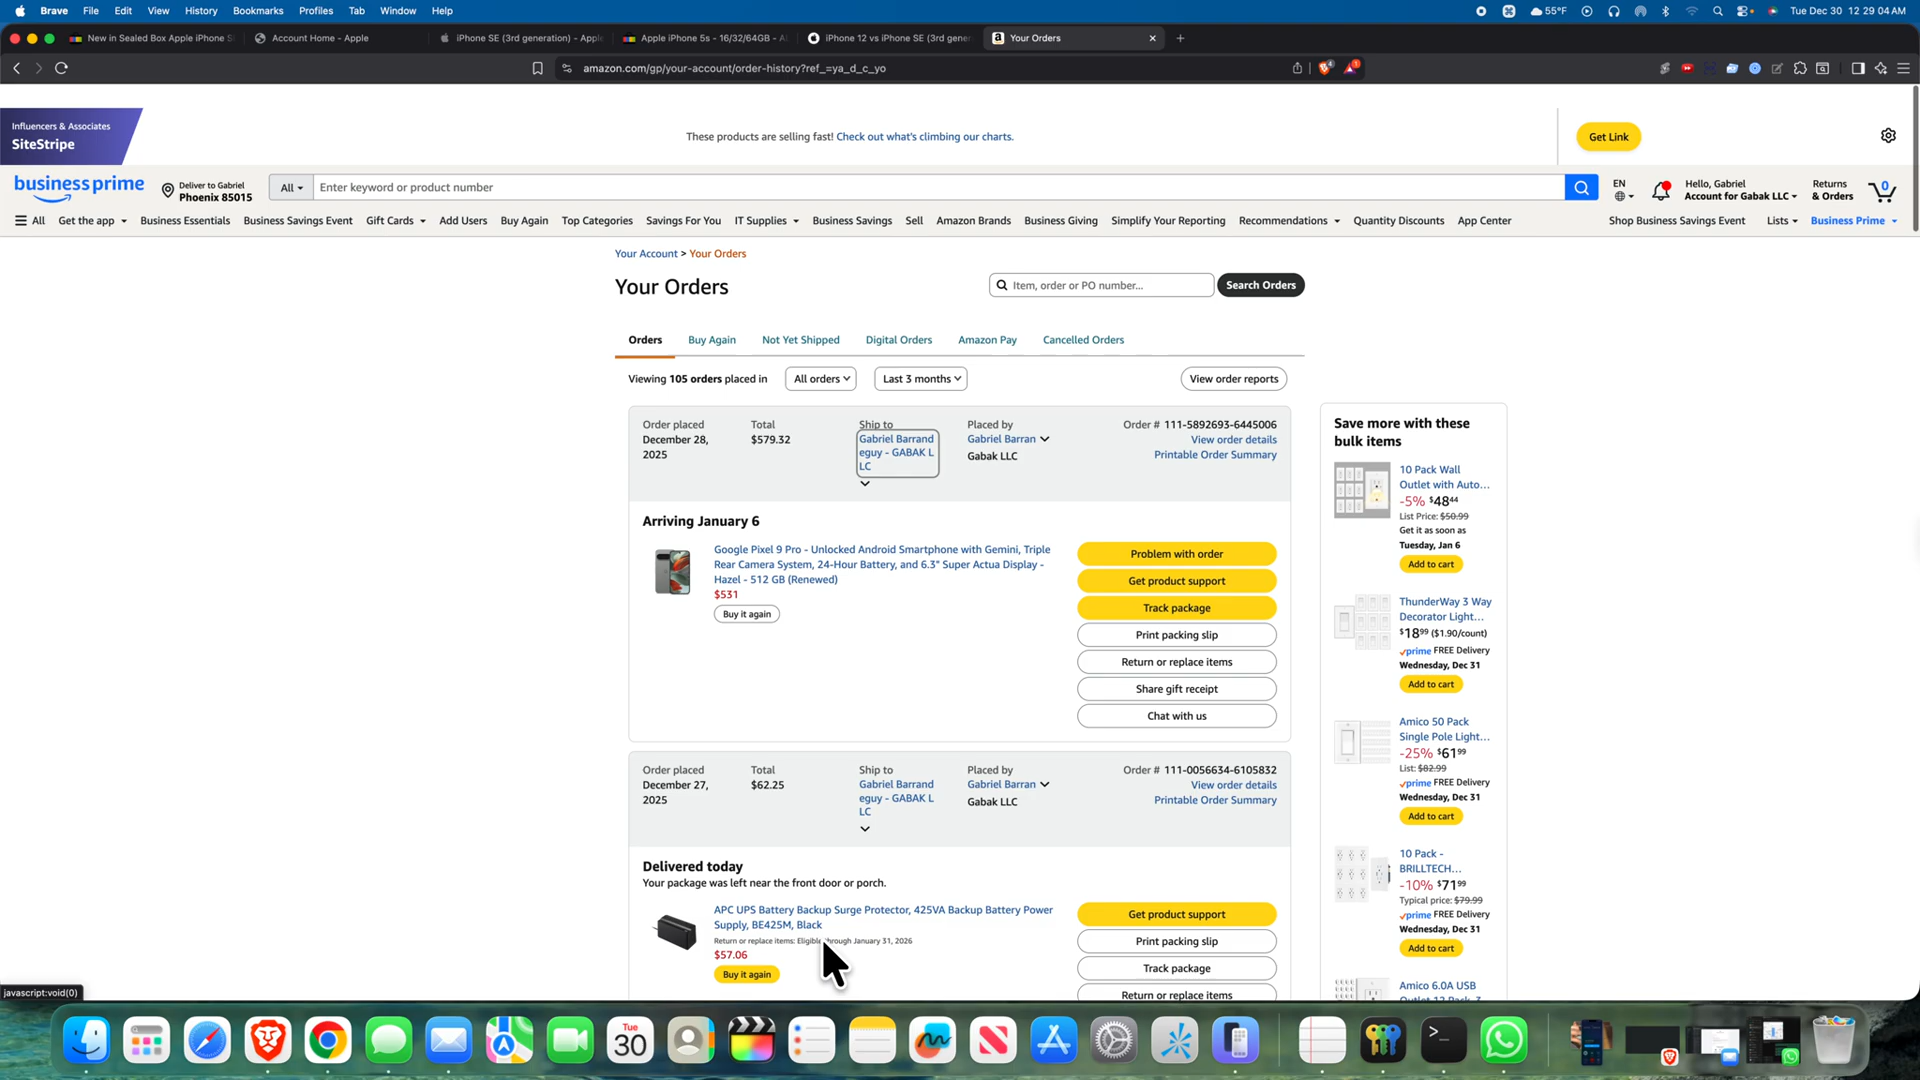 Brave File Edit View History Bookmarks Profiles Tab Window Help
55°F Tue Dec 30 12 29 04 AM
New in Sealed Box Apple iPhone S
Account Home - Apple
iPhone SE (3rd generation) - Apple
Apple iPhone 5s - 16/32/64GB - A
iPhone 12 vs iPhone SE (3rd gener
Your Orders
amazon.com/gp/your-account/order-history?ref_=ya_d_c_yo
Influencers & Associates
SiteStripe
These products are selling fast! Check out what's climbing our charts.
Get Link
business prime
Deliver to Gabriel
Phoenix 85015
All
Enter keyword or product number
EN
Hello, Gabriel
Account for Gabak LLC
Returns
& Orders
0
All Get the app Business Essentials Business Savings Event Gift Cards Add Users Buy Again Top Categories Savings For You IT Supplies Business Savings Sell Amazon Brands Business Giving Simplify Your Reporting Recommendations Quantity Discounts App Center Shop Business Savings Event Lists Business Prime
Your Account > Your Orders
Your Orders
Item, order or PO number...
Search Orders
Orders Buy Again Not Yet Shipped Digital Orders Amazon Pay Cancelled Orders
Viewing 105 orders placed in All orders Last 3 months View order reports
Order placed
December 28,
2025
Total
$579.32
Ship to
Gabriel Barrand
eguy - GABAK L
LC
Placed by
Gabriel Barran
Gabak LLC
Order # 111-5892693-6445006
View order details
Printable Order Summary
Arriving January 6
Google Pixel 9 Pro - Unlocked Android Smartphone with Gemini, Triple
Rear Camera System, 24-Hour Battery, and 6.3" Super Actua Display -
Hazel - 512 GB (Renewed)
$531
Buy it again
Problem with order
Get product support
Track package
Print packing slip
Return or replace items
Share gift receipt
Chat with us
Order placed
December 27,
2025
Total
$62.25
Ship to
Gabriel Barrand
eguy - GABAK L
LC
Placed by
Gabriel Barran
Gabak LLC
Order # 111-0056634-6105832
View order details
Printable Order Summary
Delivered today
Your package was left near the front door or porch.
APC UPS Battery Backup Surge Protector, 425VA Backup Battery Power
Supply, BE425M, Black
Return or replace items: Eligible through January 31, 2026
$57.06
Buy it again
Get product support
Print packing slip
Track package
Return or replace items
Save more with these
bulk items
10 Pack Wall
Outlet with Auto...
-5% $48.44
List Price: $50.99
Get it as soon as
Tuesday, Jan 6
Add to cart
ThunderWay 3 Way
Decorator Light...
$18.99 ($1.90/count)
prime FREE Delivery
Wednesday, Dec 31
Add to cart
Amico 50 Pack
Single Pole Light...
-25% $61.99
List: $82.99
prime FREE Delivery
Wednesday, Dec 31
Add to cart
10 Pack -
BRILLTECH...
-10% $71.99
Typical price: $79.99
prime FREE Delivery
Wednesday, Dec 31
Add to cart
Amico 6.0A USB
javascript:void(0)
Tue
30